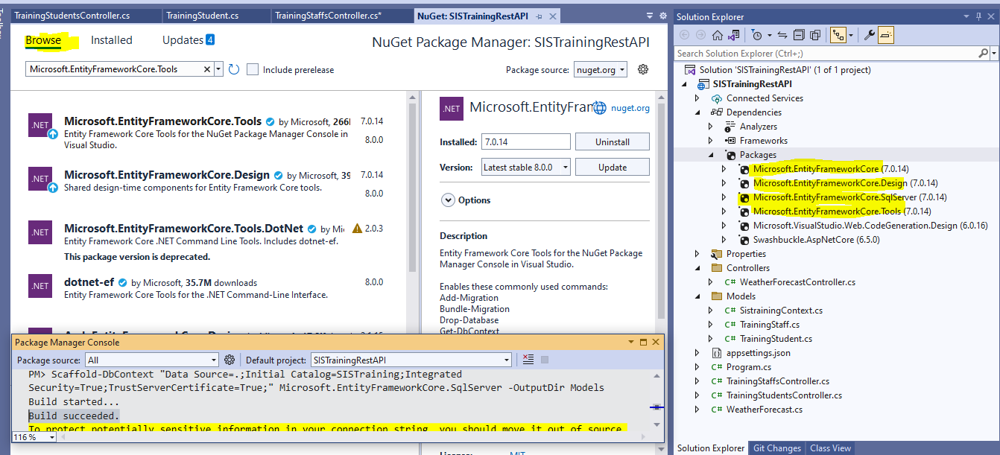 TrainingStudentsController.cs
TrainingStudent.cs
TrainingStaffsController.cs*
NuGet: SISTrainingRestAPI
Browse
Installed
Updates 4
NuGet Package Manager: SISTrainingRestAPI
Microsoft.EntityFrameworkCore.Tools
Include prerelease
Package source: nuget.org
.NET
Microsoft.EntityFrameworkCore.Tools by Microsoft, 266 7.0.14
Entity Framework Core Tools for the NuGet Package Manager Console in
Visual Studio.
8.0.0
.NET
Microsoft.EntityFrameworkCore.Design by Microsoft, 39 7.0.14
Shared design-time components for Entity Framework Core tools.
8.0.0
.NET
Microsoft.EntityFrameworkCore.Tools.DotNet by Mi 2.0.3
Entity Framework Core .NET Command Line Tools. Includes dotnet-ef.
This package version is deprecated.
.NET
dotnet-ef by Microsoft, 35.7M downloads 8.0.0
Entity Framework Core Tools for the .NET Command-Line Interface.
.NET
Microsoft.EntityFram
nuget.org
Installed: 7.0.14 Uninstall
Version: Latest stable 8.0.0 Update
Options
Description
Entity Framework Core Tools for the NuGet Package
Manager Console in Visual Studio.
Enables these commonly used commands:
Add-Migration
Bundle-Migration
Drop-Database
Get-DbContext
Package Manager Console
Package source: All Default project: SISTrainingRestAPI
PM> Scaffold-DbContext "Data Source=.;Initial Catalog=SISTraining;Integrated
Security=True;TrustServerCertificate=True;" Microsoft.EntityFrameworkCore.SqlServer -OutputDir Models
Build started...
Build succeeded.
To protect potentially sensitive information in your connection string, you should move it out of source
116 %
MIT
Solution Explorer
Search Solution Explorer (Ctrl+;)
Solution 'SISTrainingRestAPI' (1 of 1 project)
SISTrainingRestAPI
Connected Services
Dependencies
Analyzers
Frameworks
Packages
Microsoft.EntityFrameworkCore (7.0.14)
Microsoft.EntityFrameworkCore.Design (7.0.14)
Microsoft.EntityFrameworkCore.SqlServer (7.0.14)
Microsoft.EntityFrameworkCore.Tools (7.0.14)
Microsoft.VisualStudio.Web.CodeGeneration.Design (6.0.16)
Swashbuckle.AspNetCore (6.5.0)
Properties
Controllers
C# WeatherForecastController.cs
Models
C# SistrainingContext.cs
C# TrainingStaff.cs
C# TrainingStudent.cs
appsettings.json
C# Program.cs
C# TrainingStaffsController.cs
C# TrainingStudentsController.cs
C# WeatherForecast.cs
Solution Explorer
Git Changes
Class View